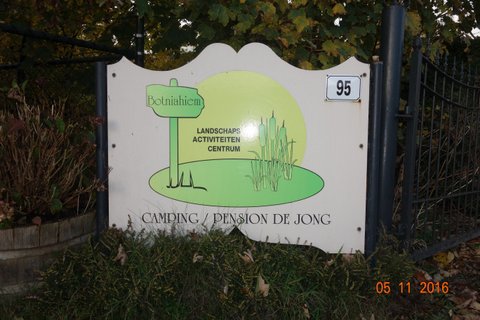 Botniahiem
95
LANDSCHAPS
ACTIVITEITEN
CENTRUM
CAMPING / PENSION DE JONG
05 11 2016